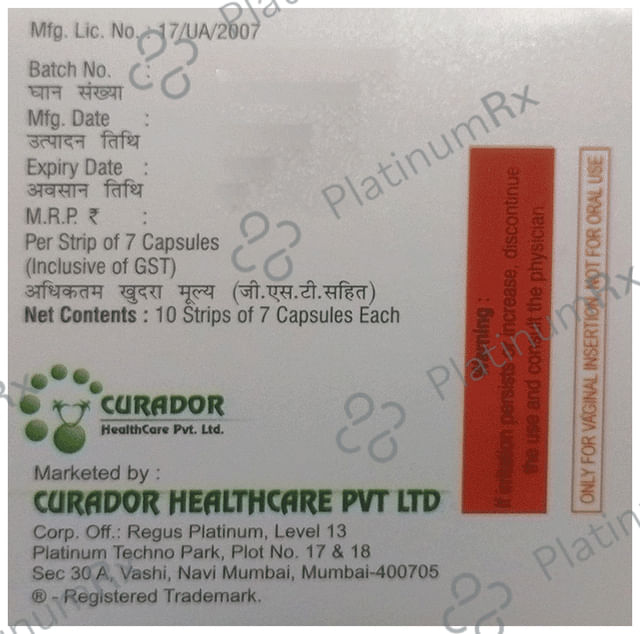 Mfg. Lic. No. : 17/UA/2007
Batch No. :
घान संख्या
Mfg. Date :
उत्पादन तिथि
Expiry Date :
अवसान तिथि
M.R.P. ₹ :
Per Strip of 7 Capsules
(Inclusive of GST)
अधिकतम खुदरा मूल्य (जी.एस.टी.सहित)
Net Contents : 10 Strips of 7 Capsules Each
CURADOR
HealthCare Pvt. Ltd.
Marketed by :
CURADOR HEALTHCARE PVT LTD
Corp. Off.: Regus Platinum, Level 13
Platinum Techno Park, Plot No. 17 & 18
Sec 30 A, Vashi, Navi Mumbai, Mumbai-400705
® - Registered Trademark.
Warning :
If irritation persists or increase, discontinue
the use and consult the physician
ONLY FOR VAGINAL INSERTION, NOT FOR ORAL USE
PlatinumRx
PlatinumRx